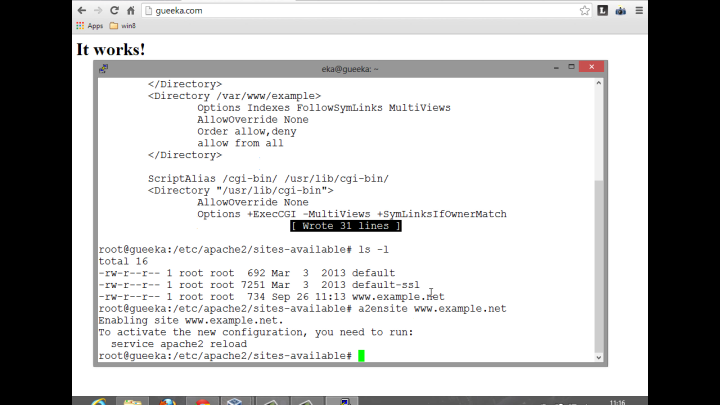 gueeka.com
Apps win8
It works!
eka@gueeka: ~
</Directory>
<Directory /var/www/example>
Options Indexes FollowSymLinks MultiViews
AllowOverride None
Order allow,deny
allow from all
</Directory>
ScriptAlias /cgi-bin/ /usr/lib/cgi-bin/
<Directory "/usr/lib/cgi-bin">
AllowOverride None
Options +ExecCGI -MultiViews +SymLinksIfOwnerMatch
[ Wrote 31 lines ]
root@gueeka:/etc/apache2/sites-available# ls -l
total 16
-rw-r--r-- 1 root root  692 Mar  3  2013 default
-rw-r--r-- 1 root root 7251 Mar  3  2013 default-ssl
-rw-r--r-- 1 root root  734 Sep 26 11:13 www.example.net
root@gueeka:/etc/apache2/sites-available# a2ensite www.example.net
Enabling site www.example.net.
To activate the new configuration, you need to run:
service apache2 reload
root@gueeka:/etc/apache2/sites-available#
11:16